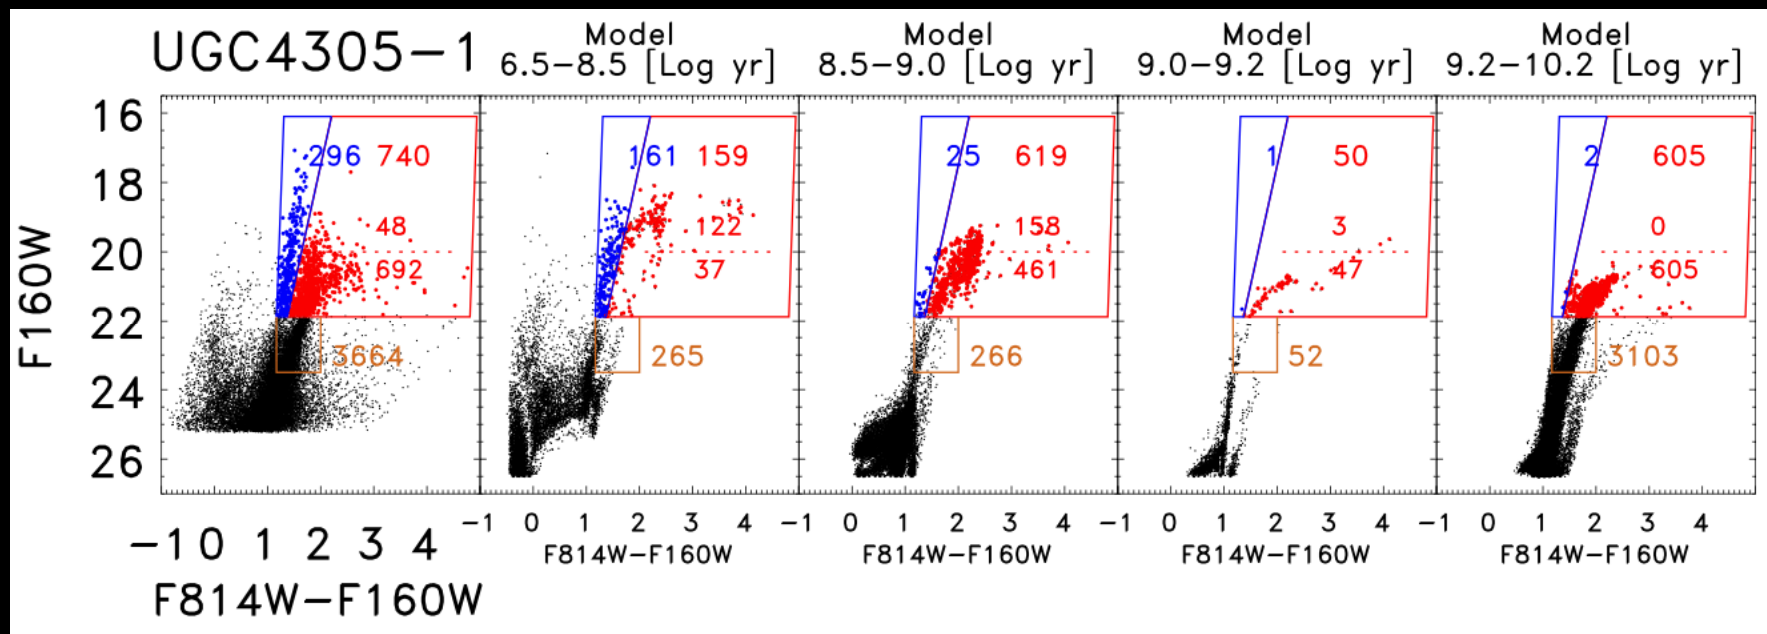 UGC4305-1
Model
6.5-8.5 [Log yr]
Model
8.5-9.0 [Log yr]
Model
9.0-9.2 [Log yr]
Model
9.2-10.2 [Log yr]
F160W
16
18
20
22
24
26
296 740
48
692
3664
161 159
122
37
265
25 619
158
461
266
1 50
3
47
52
2 605
0
605
3103
-1 0 1 2 3 4
F814W-F160W
-1 0 1 2 3 4
F814W-F160W
-1 0 1 2 3 4
F814W-F160W
-1 0 1 2 3 4
F814W-F160W
-1 0 1 2 3 4
F814W-F160W